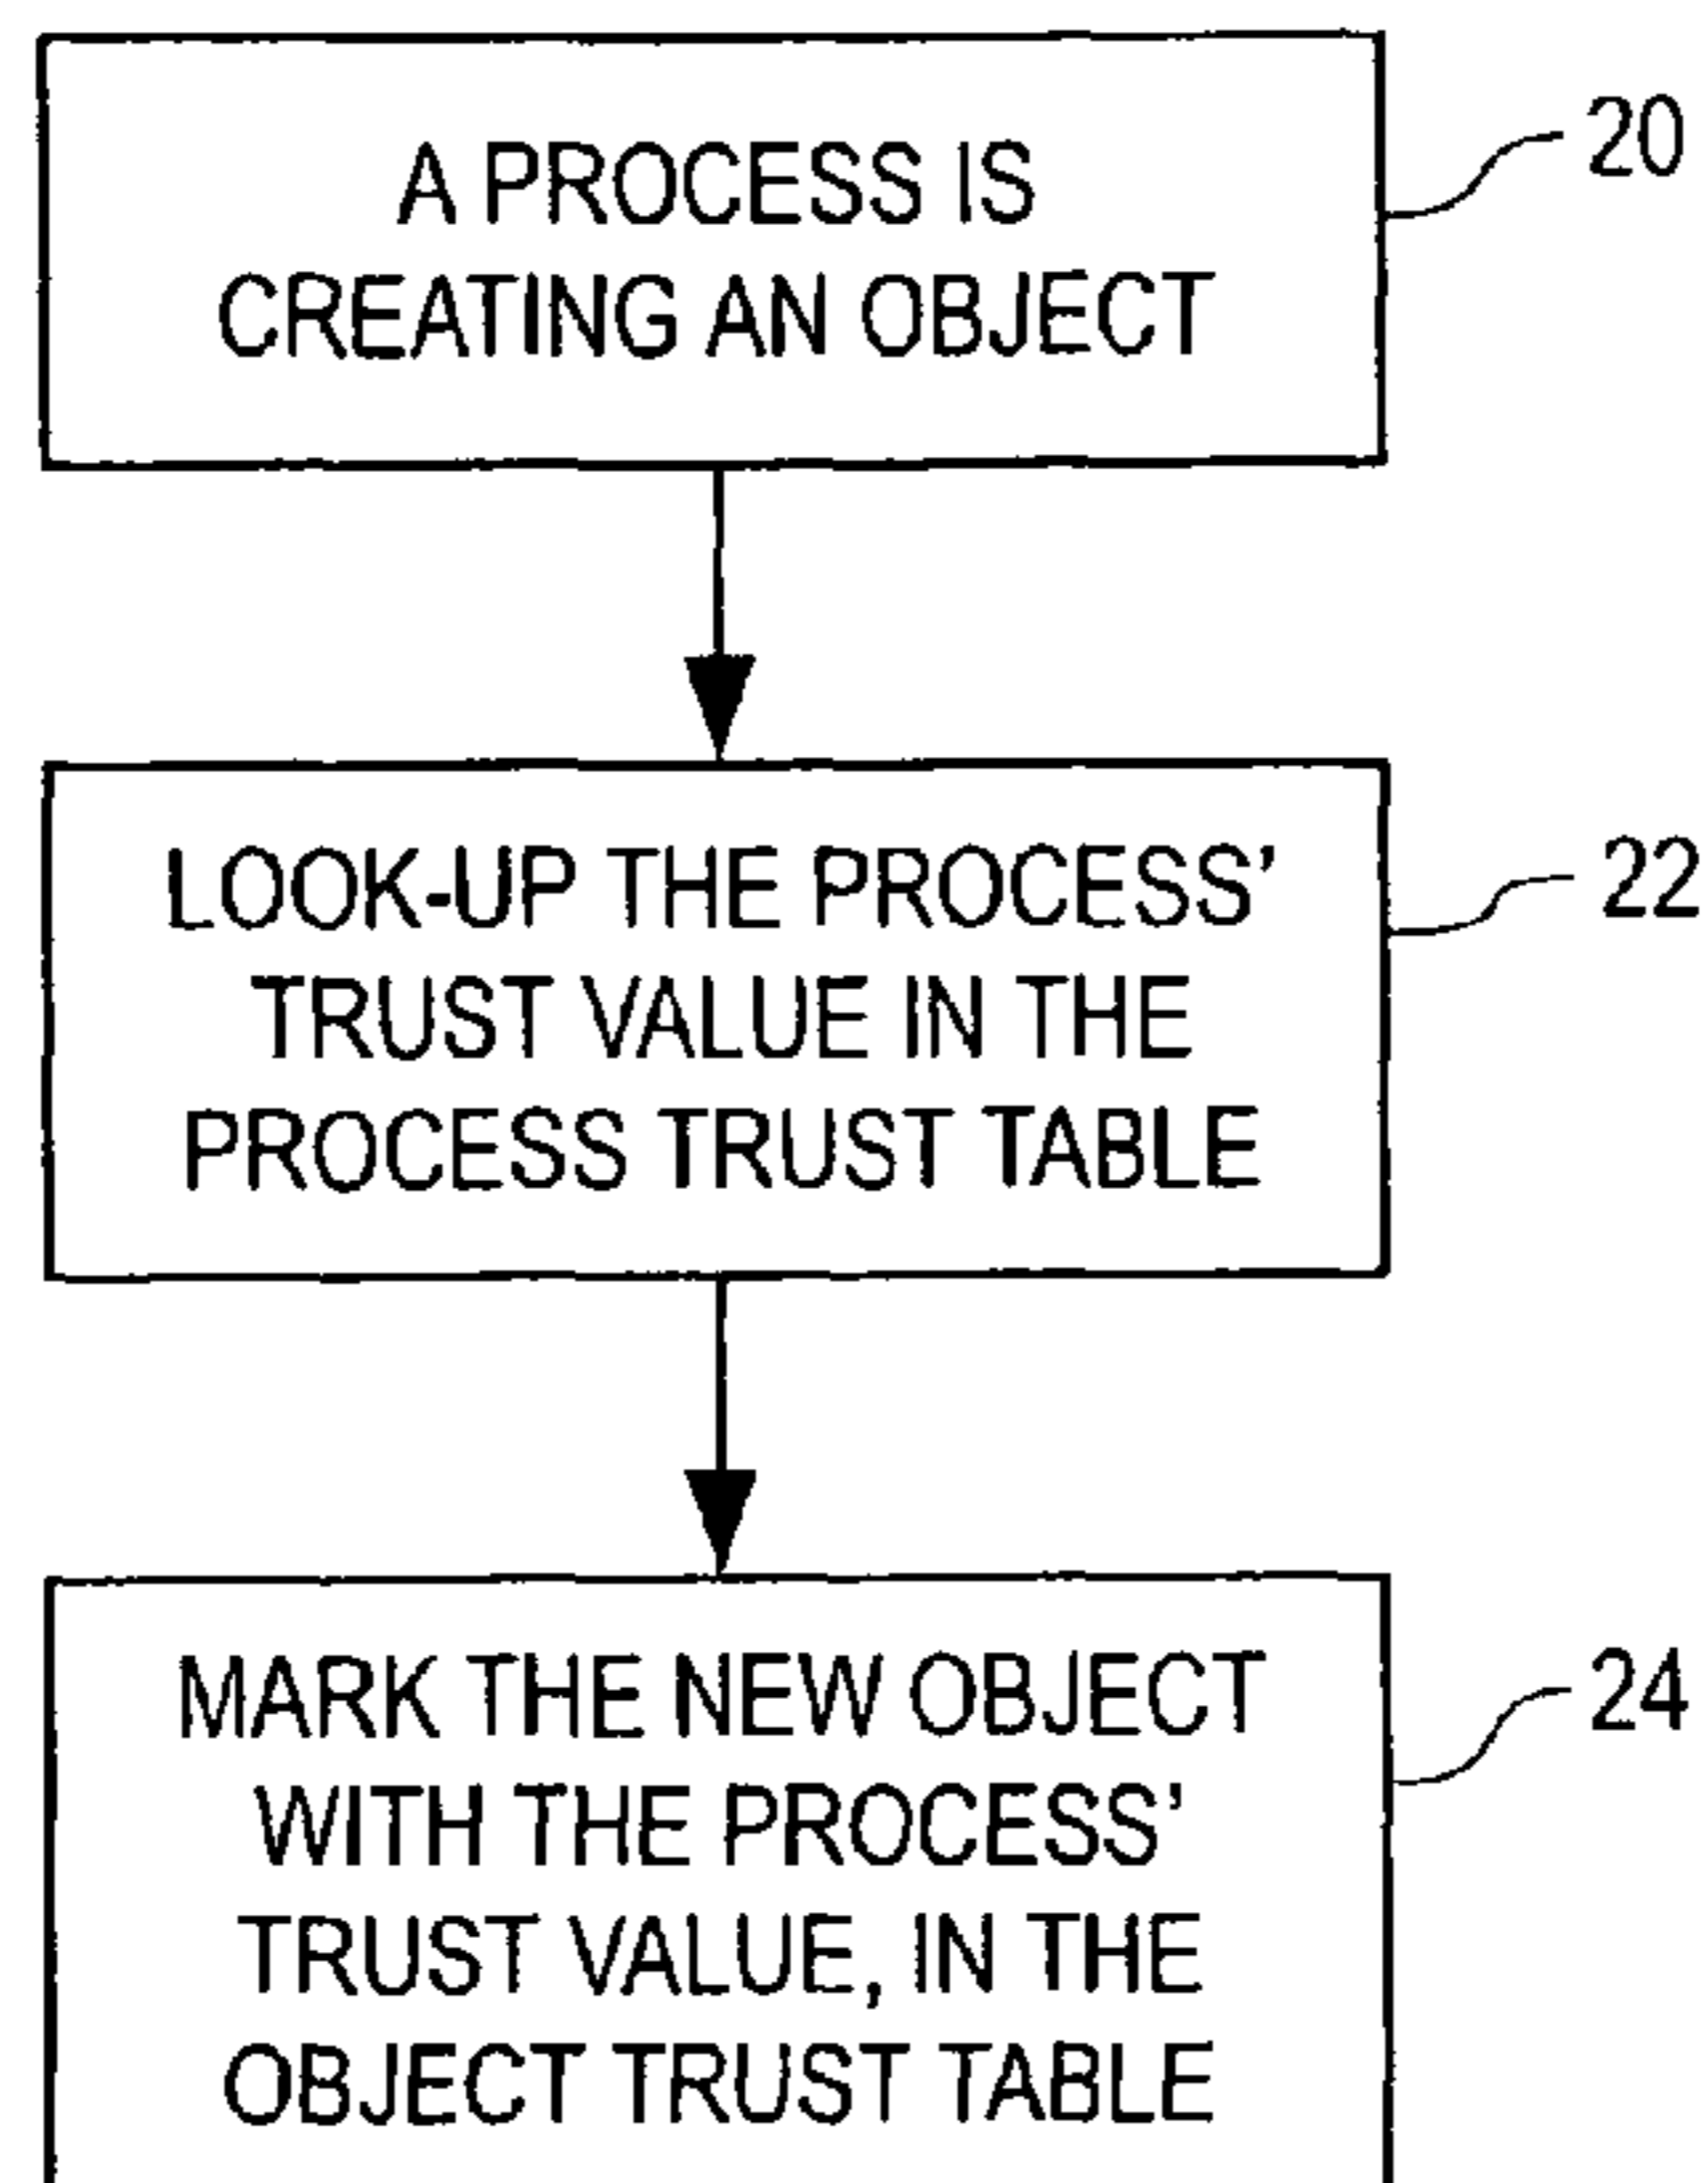 A PROCESS IS
CREATING AN OBJECT
20
LOOK-UP THE PROCESS’
TRUST VALUE IN THE
PROCESS TRUST TABLE
22
MARK THE NEW OBJECT
WITH THE PROCESS’
TRUST VALUE, IN THE
OBJECT TRUST TABLE
24